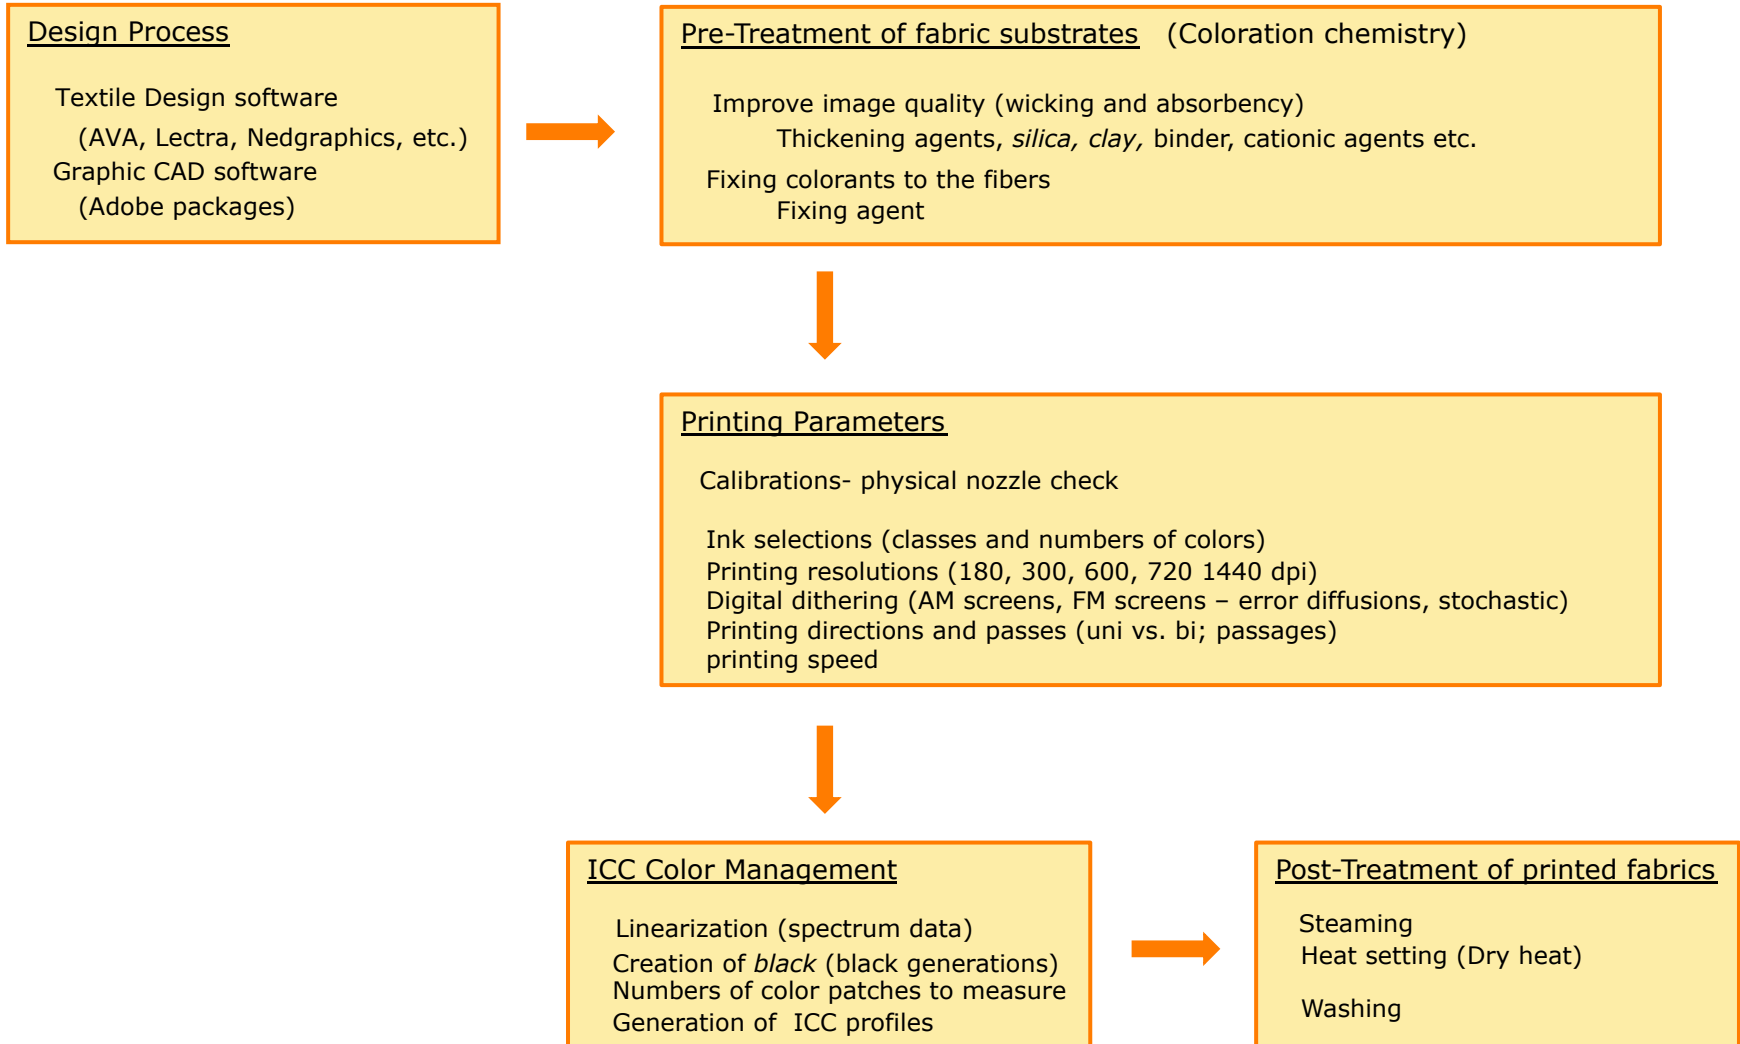 Design Process
Textile Design software
(AVA, Lectra, Nedgraphics, etc.)
Graphic CAD software
(Adobe packages)
Pre-Treatment of fabric substrates (Coloration chemistry)
Improve image quality (wicking and absorbency)
Thickening agents, silica, clay, binder, cationic agents etc.
Fixing colorants to the fibers
Fixing agent
Printing Parameters
Calibrations- physical nozzle check
Ink selections (classes and numbers of colors)
Printing resolutions (180, 300, 600, 720 1440 dpi)
Digital dithering (AM screens, FM screens – error diffusions, stochastic)
Printing directions and passes (uni vs. bi; passages)
printing speed
ICC Color Management
Linearization (spectrum data)
Creation of black (black generations)
Numbers of color patches to measure
Generation of ICC profiles
Post-Treatment of printed fabrics
Steaming
Heat setting (Dry heat)
Washing